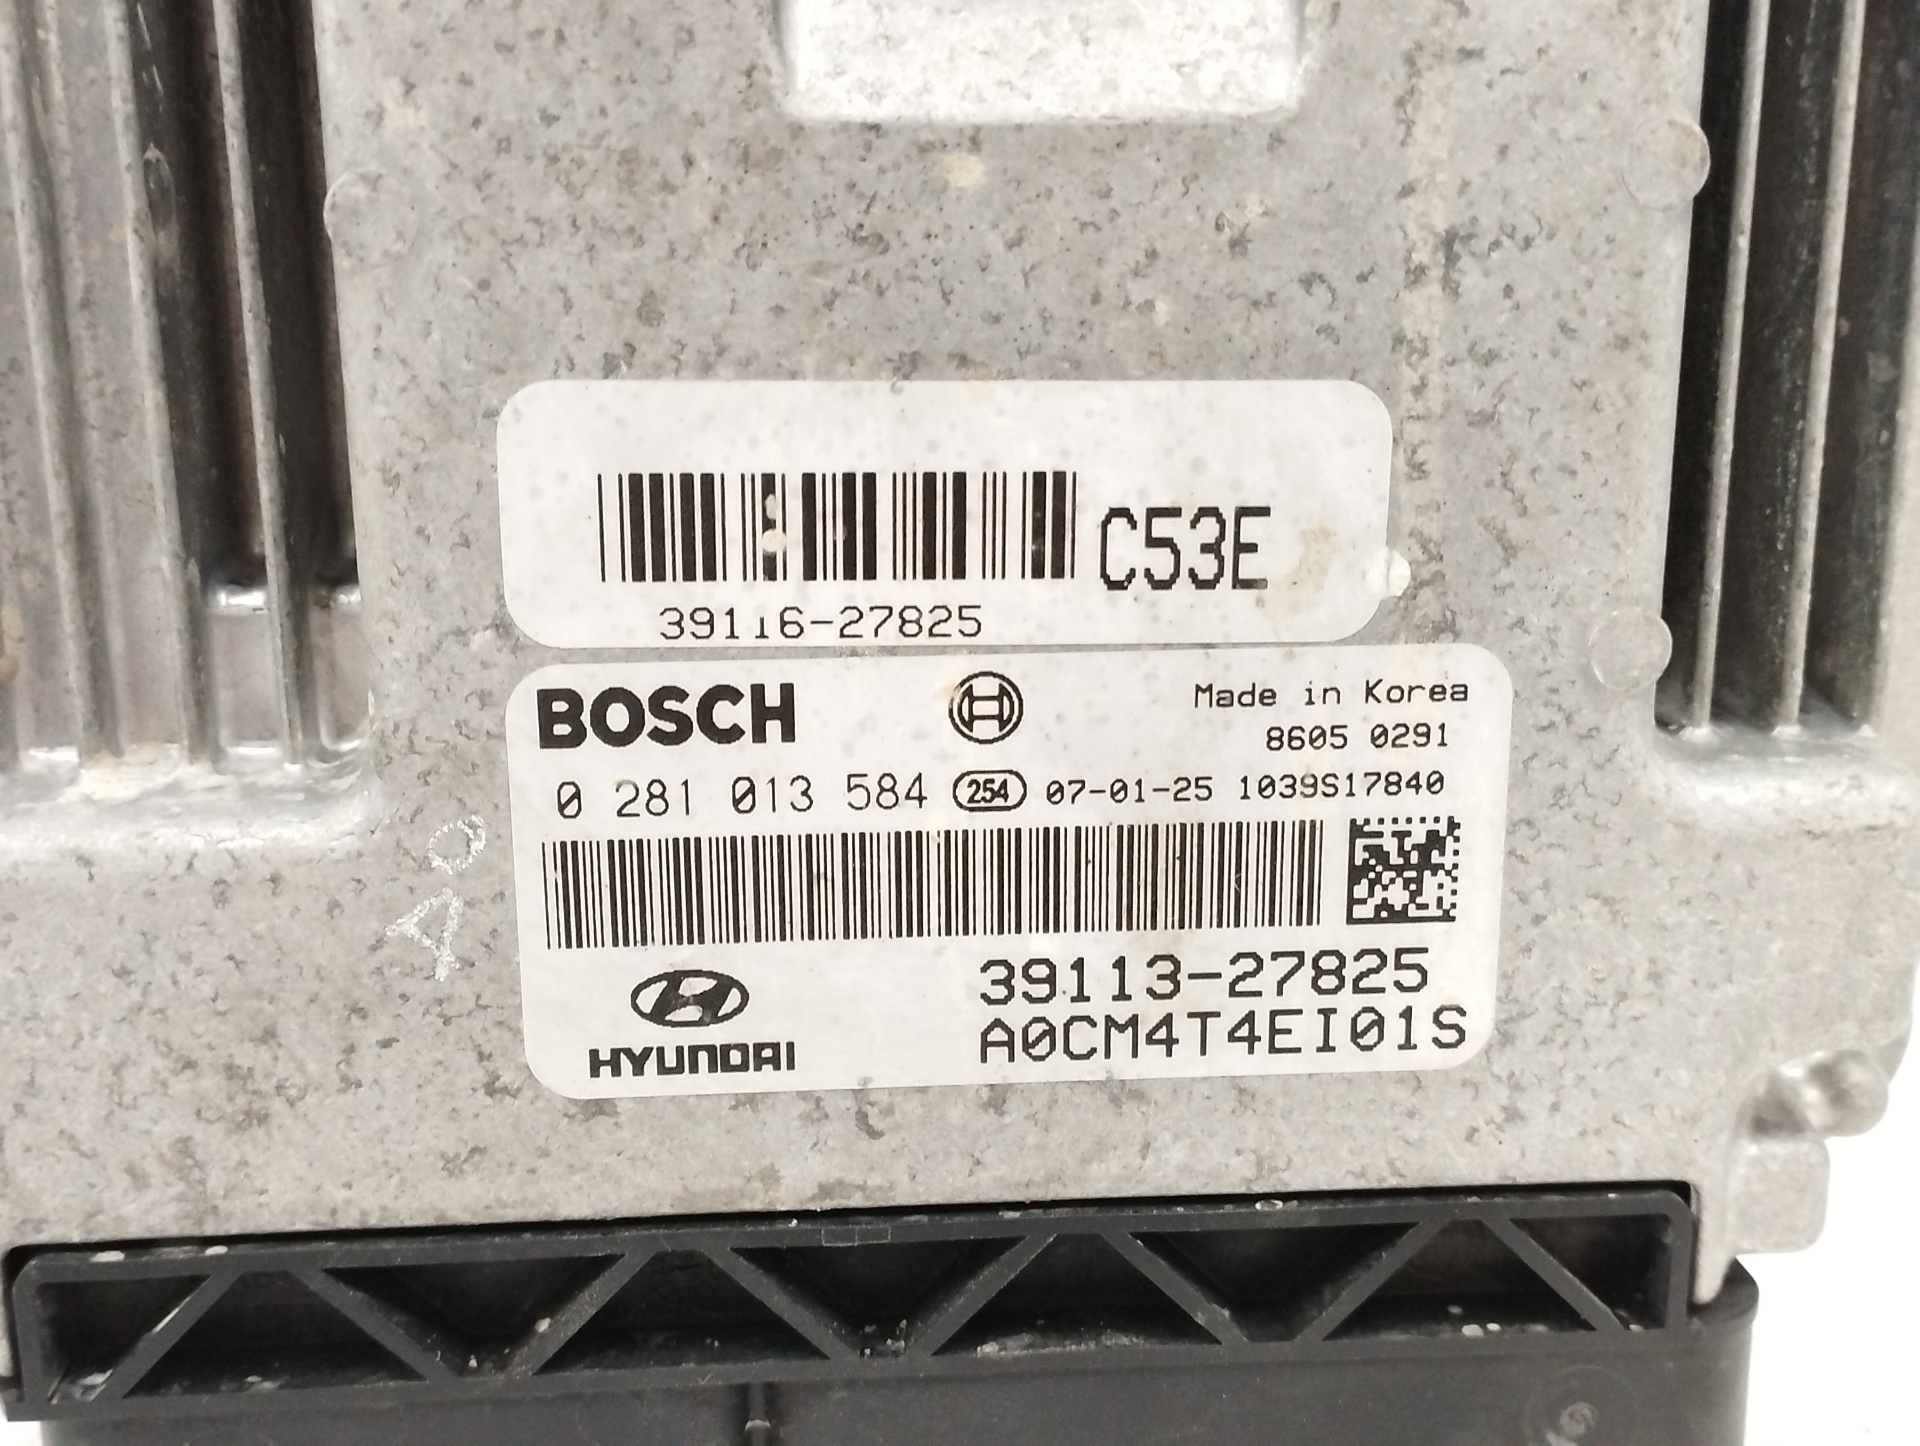 C53E
39116-27825
BOSCH
Made in Korea
8605 0291
0 281 013 584 254 07-01-25 1039S17840
39113-27825
A0CM4T4EI01S
HYUNDAI